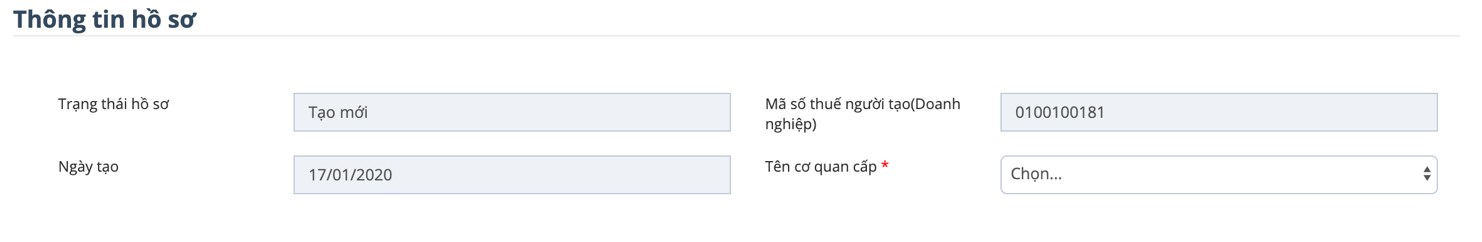 Thông tin hồ sơ
Trạng thái hồ sơ
Tạo mới
Mã số thuế người tạo(Doanh
nghiệp)
0100100181
Ngày tạo
17/01/2020
Tên cơ quan cấp *
Chọn...